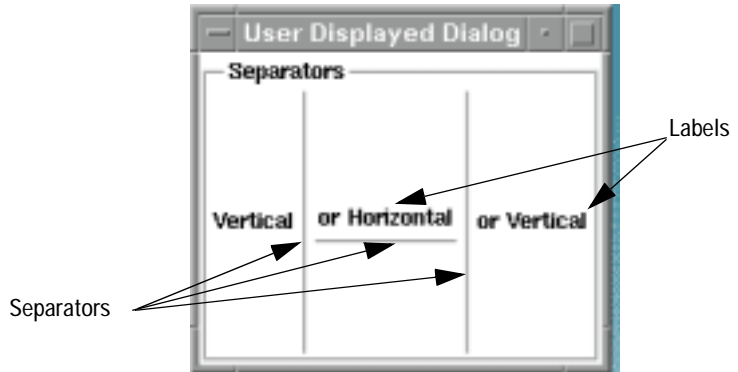 User Displayed Dialog
Separators
Labels
Vertical
or Horizontal
or Vertical
Separators